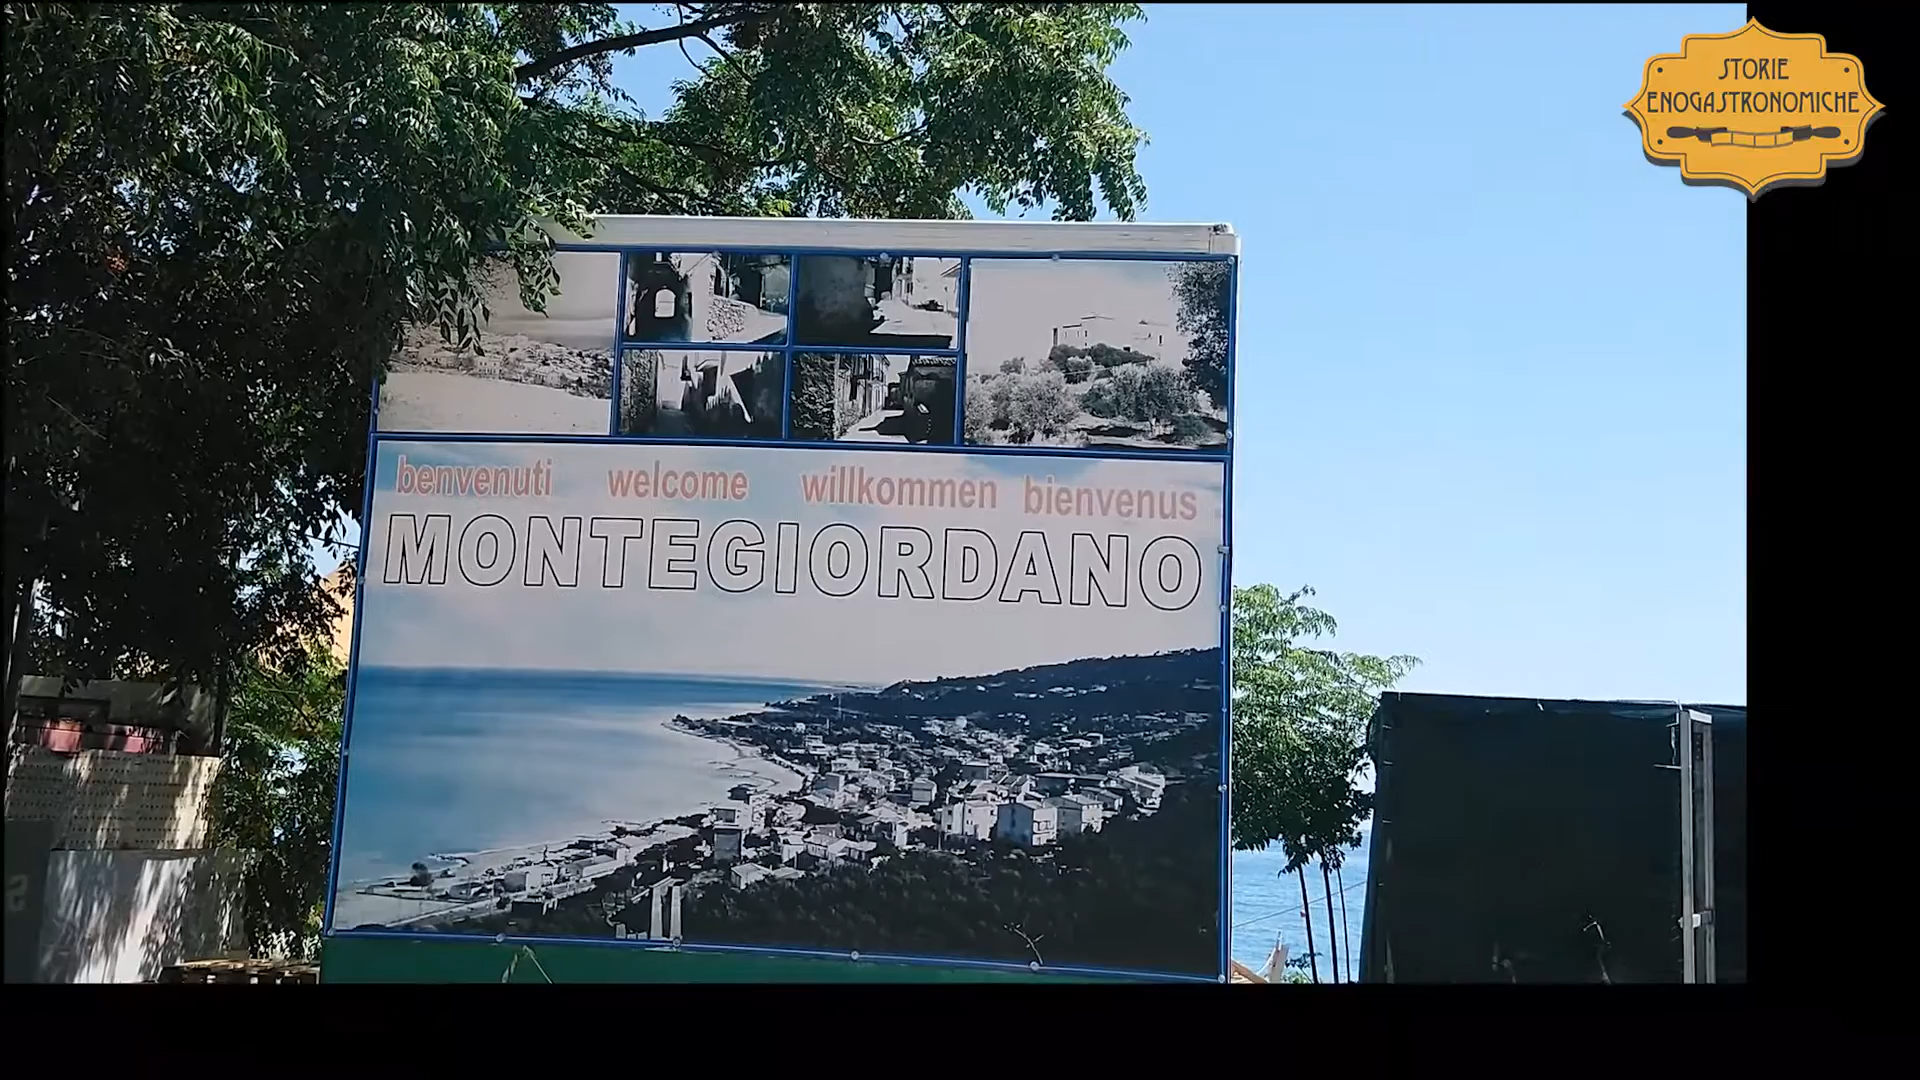 STORIE
ENOGASTRONOMICHE
benvenuti welcome willkommen bienvenus
MONTEGIORDANO